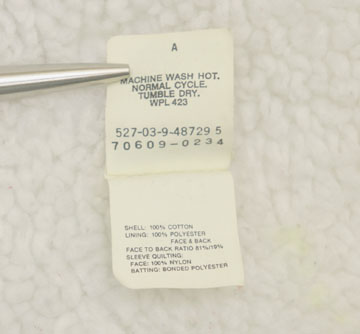 A
MACHINE WASH HOT.
NORMAL CYCLE.
TUMBLE DRY.
WPL 423
527-03-9-48729 5
70609-0234
SHELL: 100% COTTON
LINING: 100% POLYESTER
FACE & BACK
FACE TO BACK RATIO 81%/19%
SLEEVE QUILTING:
FACE: 100% NYLON
BATTING: BONDED POLYESTER